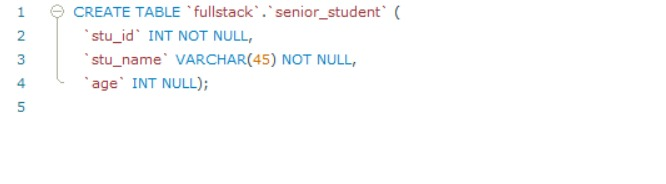 1 CREATE TABLE `fullstack`.`senior_student` (
2 `stu_id` INT NOT NULL,
3 `stu_name` VARCHAR(45) NOT NULL,
4 `age` INT NULL);
5